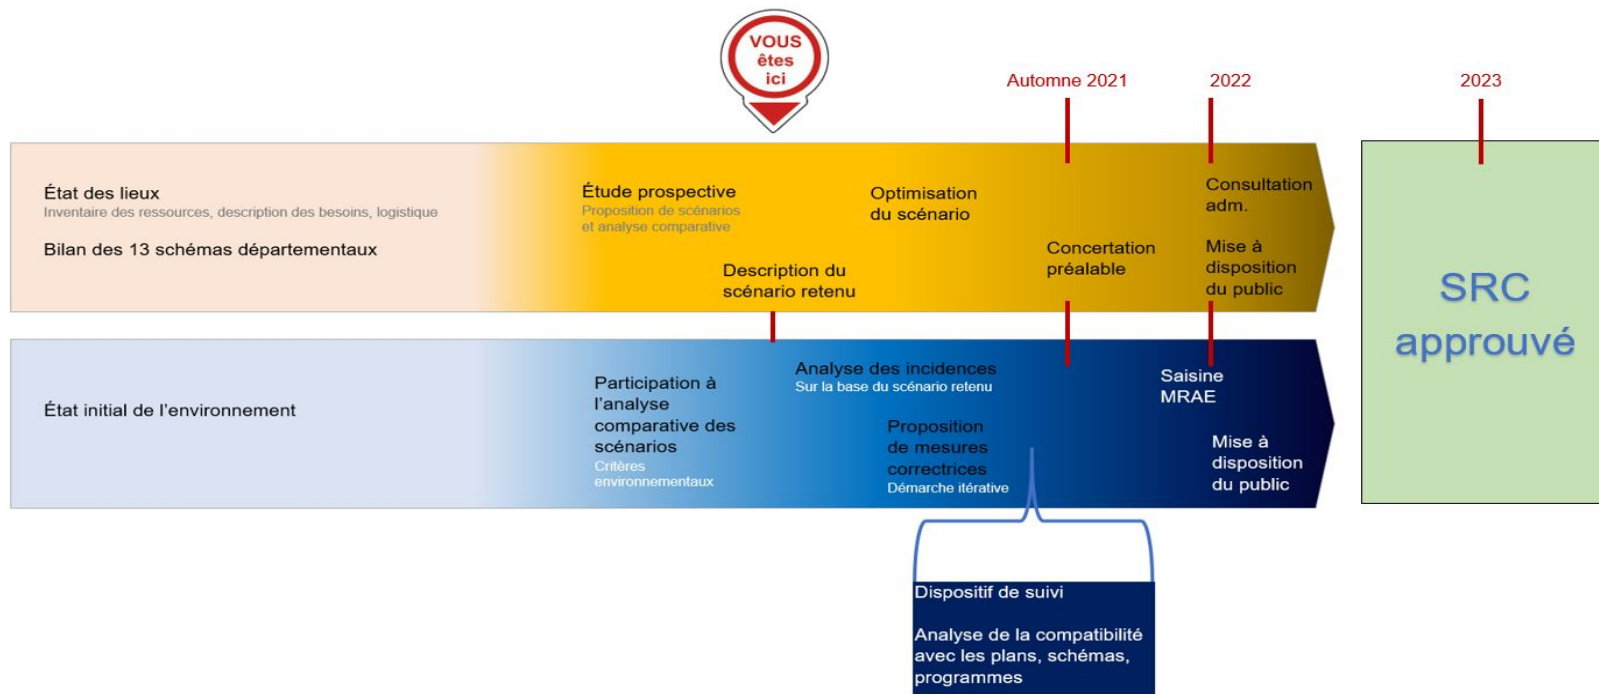 VOUS
êtes
ici
Automne 2021
2022
2023
État des lieux
Inventaire des ressources, description des besoins, logistique
Bilan des 13 schémas départementaux
Étude prospective
Proposition de scénarios
et analyse comparative
Description du
scénario retenu
Optimisation
du scénario
Concertation
préalable
Consultation
adm.
Mise à
disposition
du public
SRC
approuvé
État initial de l'environnement
Participation à
l'analyse
comparative des
scénarios
Critères
environnementaux
Analyse des incidences
Sur la base du scénario retenu
Proposition
de mesures
correctrices
Démarche itérative
Saisine
MRAE
Mise à
disposition
du public
Dispositif de suivi
Analyse de la compatibilité
avec les plans, schémas,
programmes